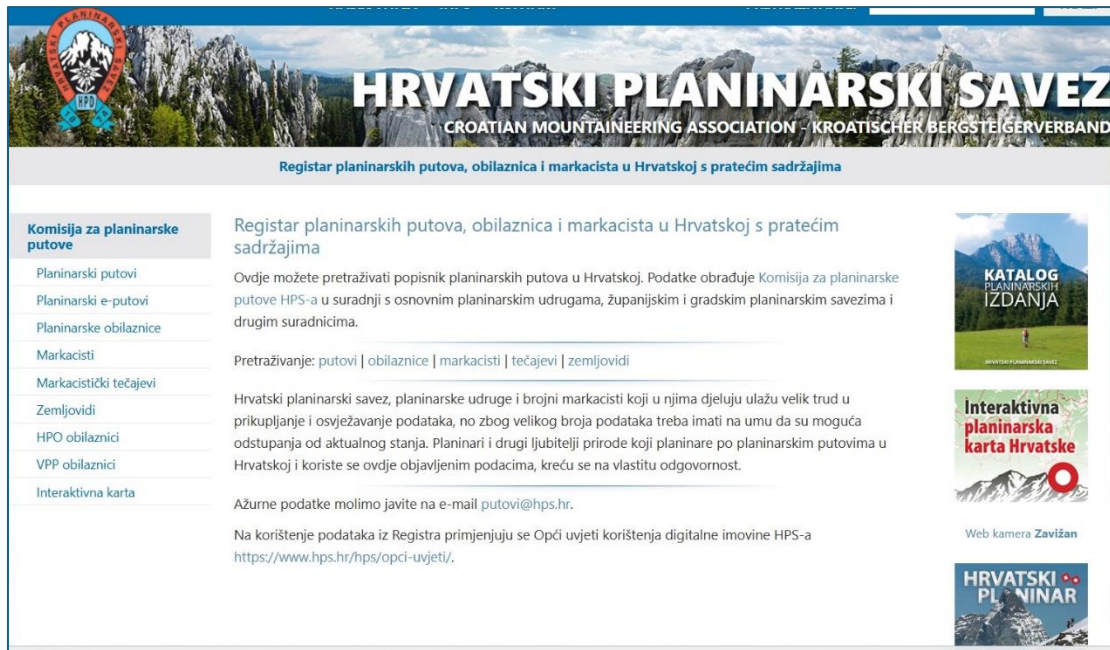 HRVATSKI PLANINARSKI SAVEZ
HPD
HRVATSKI PLANINARSKI SAVEZ
CROATIAN MOUNTAINEERING ASSOCIATION - KROATISCHER BERGSTEIGERVERBAND
Registar planinarskih putova, obilaznica i markacista u Hrvatskoj s pratećim sadržajima
Komisija za planinarske
putove
Planinarski putovi
Planinarski e-putovi
Planinarske obilaznice
Markacisti
Markacistički tečajevi
Zemljovidi
HPO obilaznici
VPP obilaznici
Interaktivna karta
Registar planinarskih putova, obilaznica i markacista u Hrvatskoj s pratećim
sadržajima
Ovdje možete pretraživati popisnik planinarskih putova u Hrvatskoj. Podatke obrađuje Komisija za planinarske
putove HPS-a u suradnji s osnovnim planinarskim udrugama, županijskim i gradskim planinarskim savezima i
drugim suradnicima.
Pretraživanje: putovi | obilaznice | markacisti | tečajevi | zemljovidi
Hrvatski planinarski savez, planinarske udruge i brojni markacisti koji u njima djeluju ulažu velik trud u
prikupljanje i osvježavanje podataka, no zbog velikog broja podataka treba imati na umu da su moguća
odstupanja od aktualnog stanja. Planinari i drugi ljubitelji prirode koji planinare po planinarskim putovima u
Hrvatskoj i koriste se ovdje objavljenim podacima, kreću se na vlastitu odgovornost.
Ažurne podatke molimo javite na e-mail putovi@hps.hr.
Na korištenje podataka iz Registra primjenjuju se Opći uvjeti korištenja digitalne imovine HPS-a
https://www.hps.hr/hps/opci-uvjeti/.
KATALOG
PLANINARSKIH
IZDANJA
HRVATSKI PLANINARSKI SAVEZ
Interaktivna
planinarska
karta Hrvatske
Web kamera Zavižan
HRVATSKI
PLANINAR